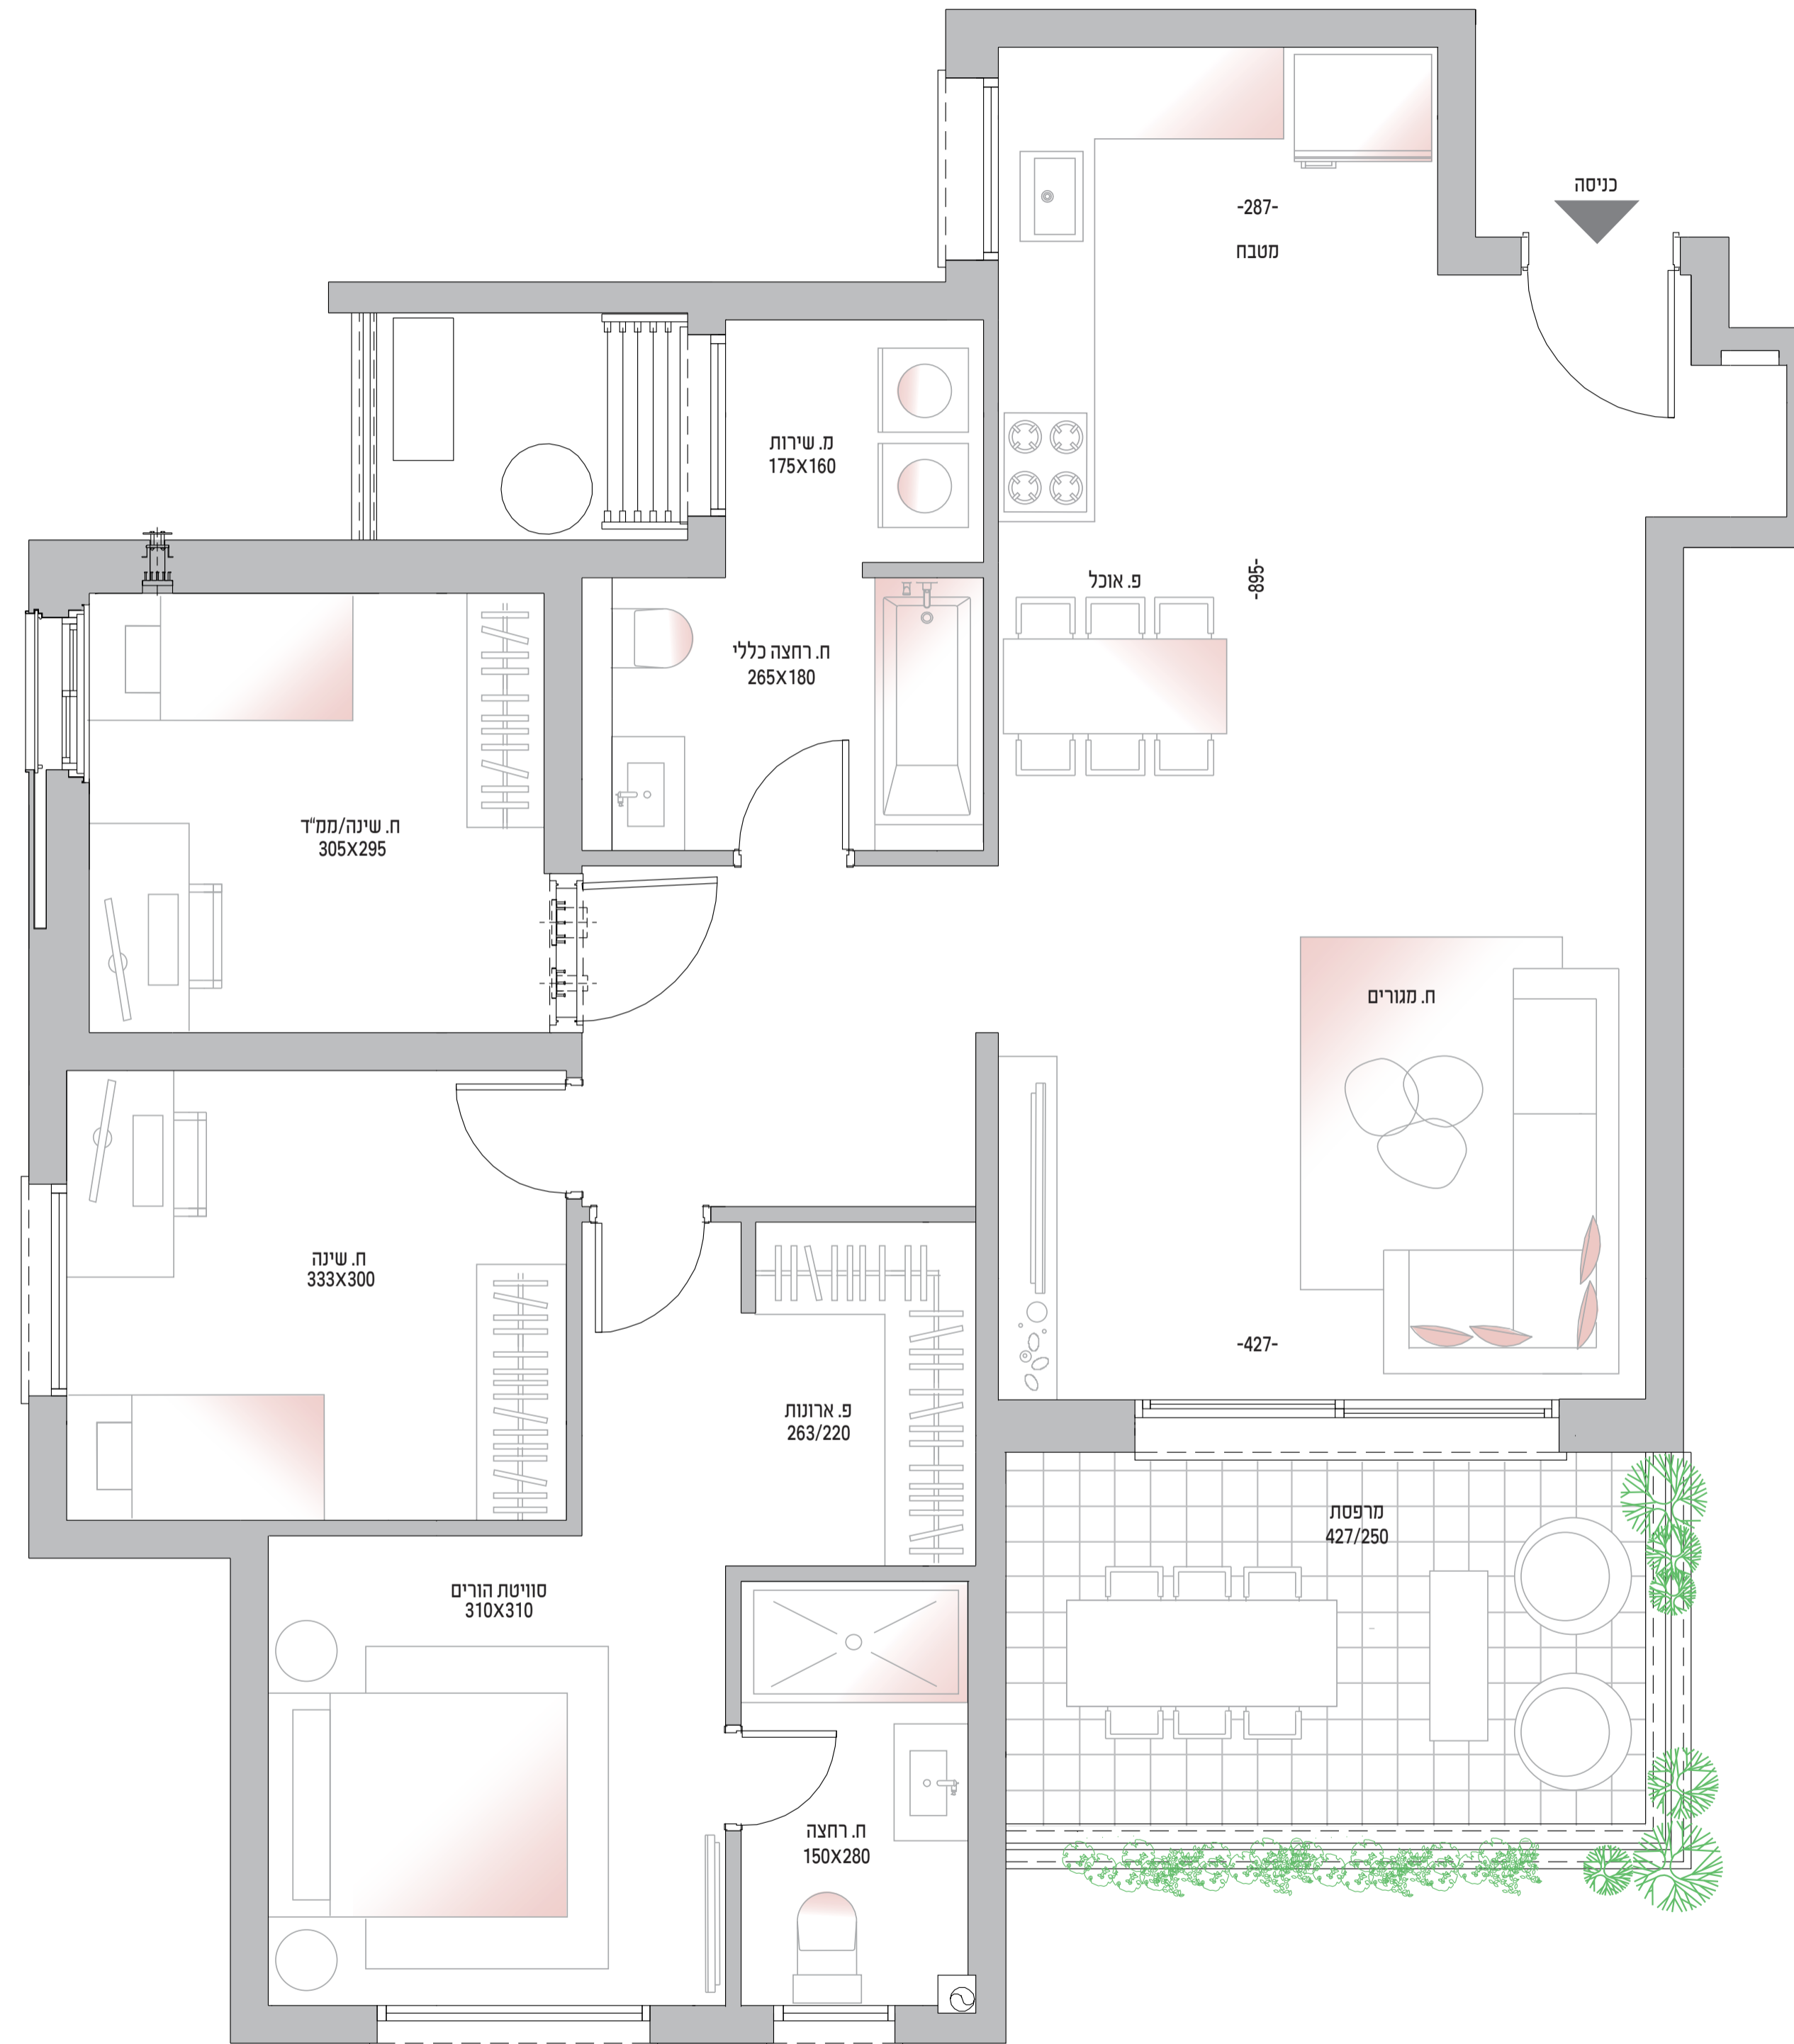 כניסה
-287-
מטבח
מ. שירות
175X160
פ. אוכל
-895-
ח. רחצה כללי
265X180
ח. שינה/ממ"ד
305X295
ח. מגורים
ח. שינה
333X300
-427-
פ. ארונות
263/220
מרפסת
427/250
סוויטת הורים
310X310
ח. רחצה
150X280